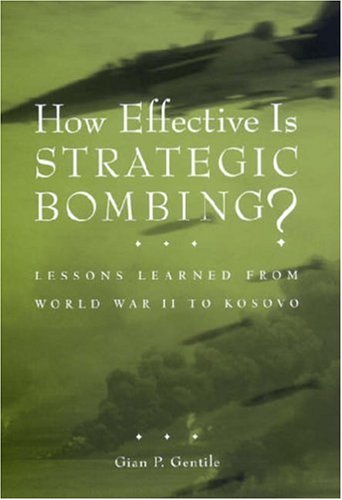 How Effective Is
STRATEGIC
BOMBING?
LESSONS LEARNED FROM
WORLD WAR II TO KOSOVO
Gian P. Gentile